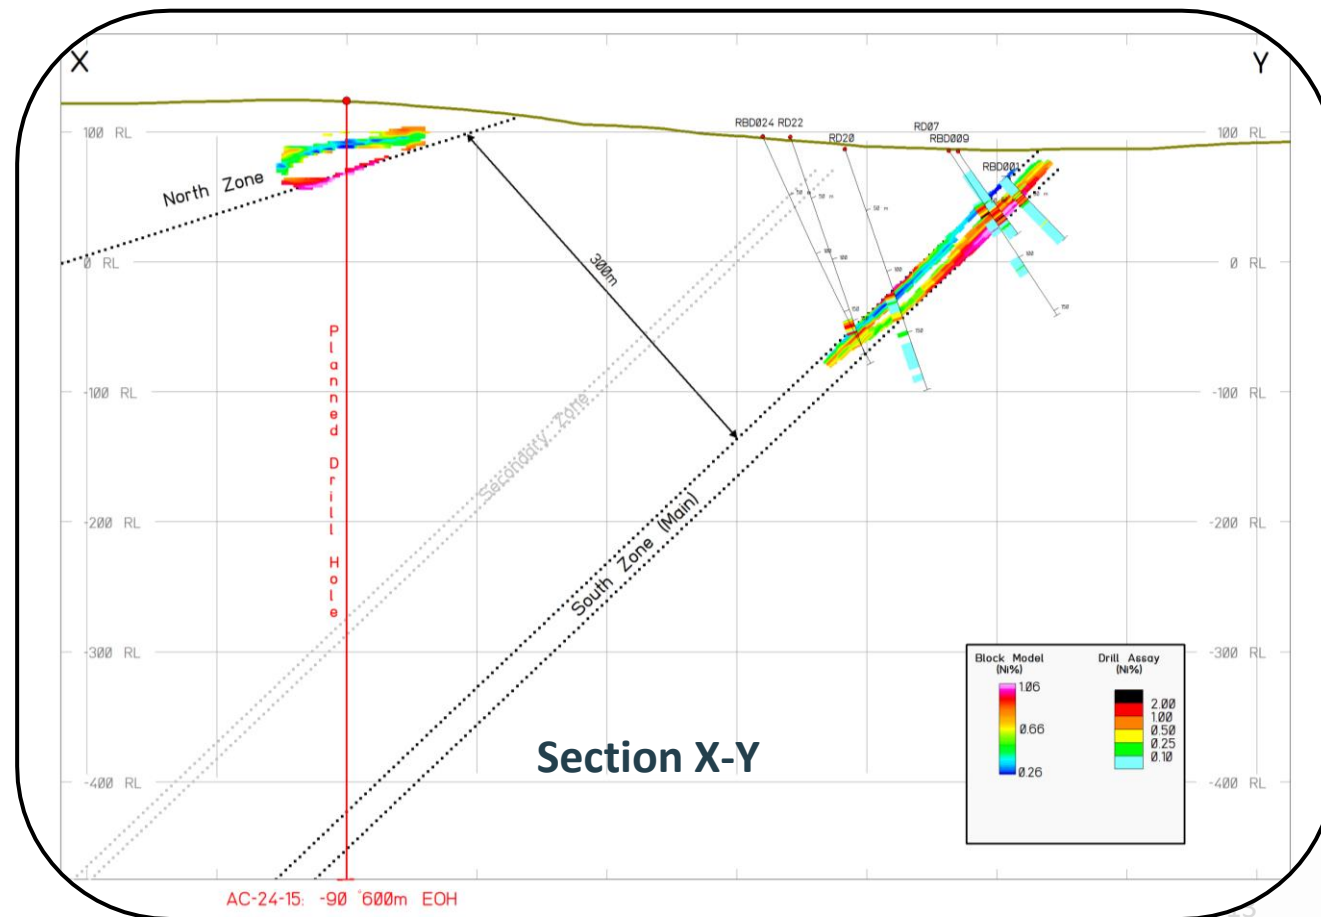 X
Y
RBD024 RD22
RD20
RD07
RBD009
RBD001
100 RL
100 RL
North Zone
0 RL
0 RL
300m
50 m
100
150
Planned Drill Hole
-100 RL
-100 RL
Secondary Zone
-200 RL
-200 RL
South Zone (Main)
-300 RL
-300 RL
Block Model
(Ni%)
1.06
0.66
0.26
Drill Assay
(Ni%)
2.00
1.00
0.50
0.25
0.10
Section X-Y
-400 RL
-400 RL
AC-24-15: -90 °600m EOH